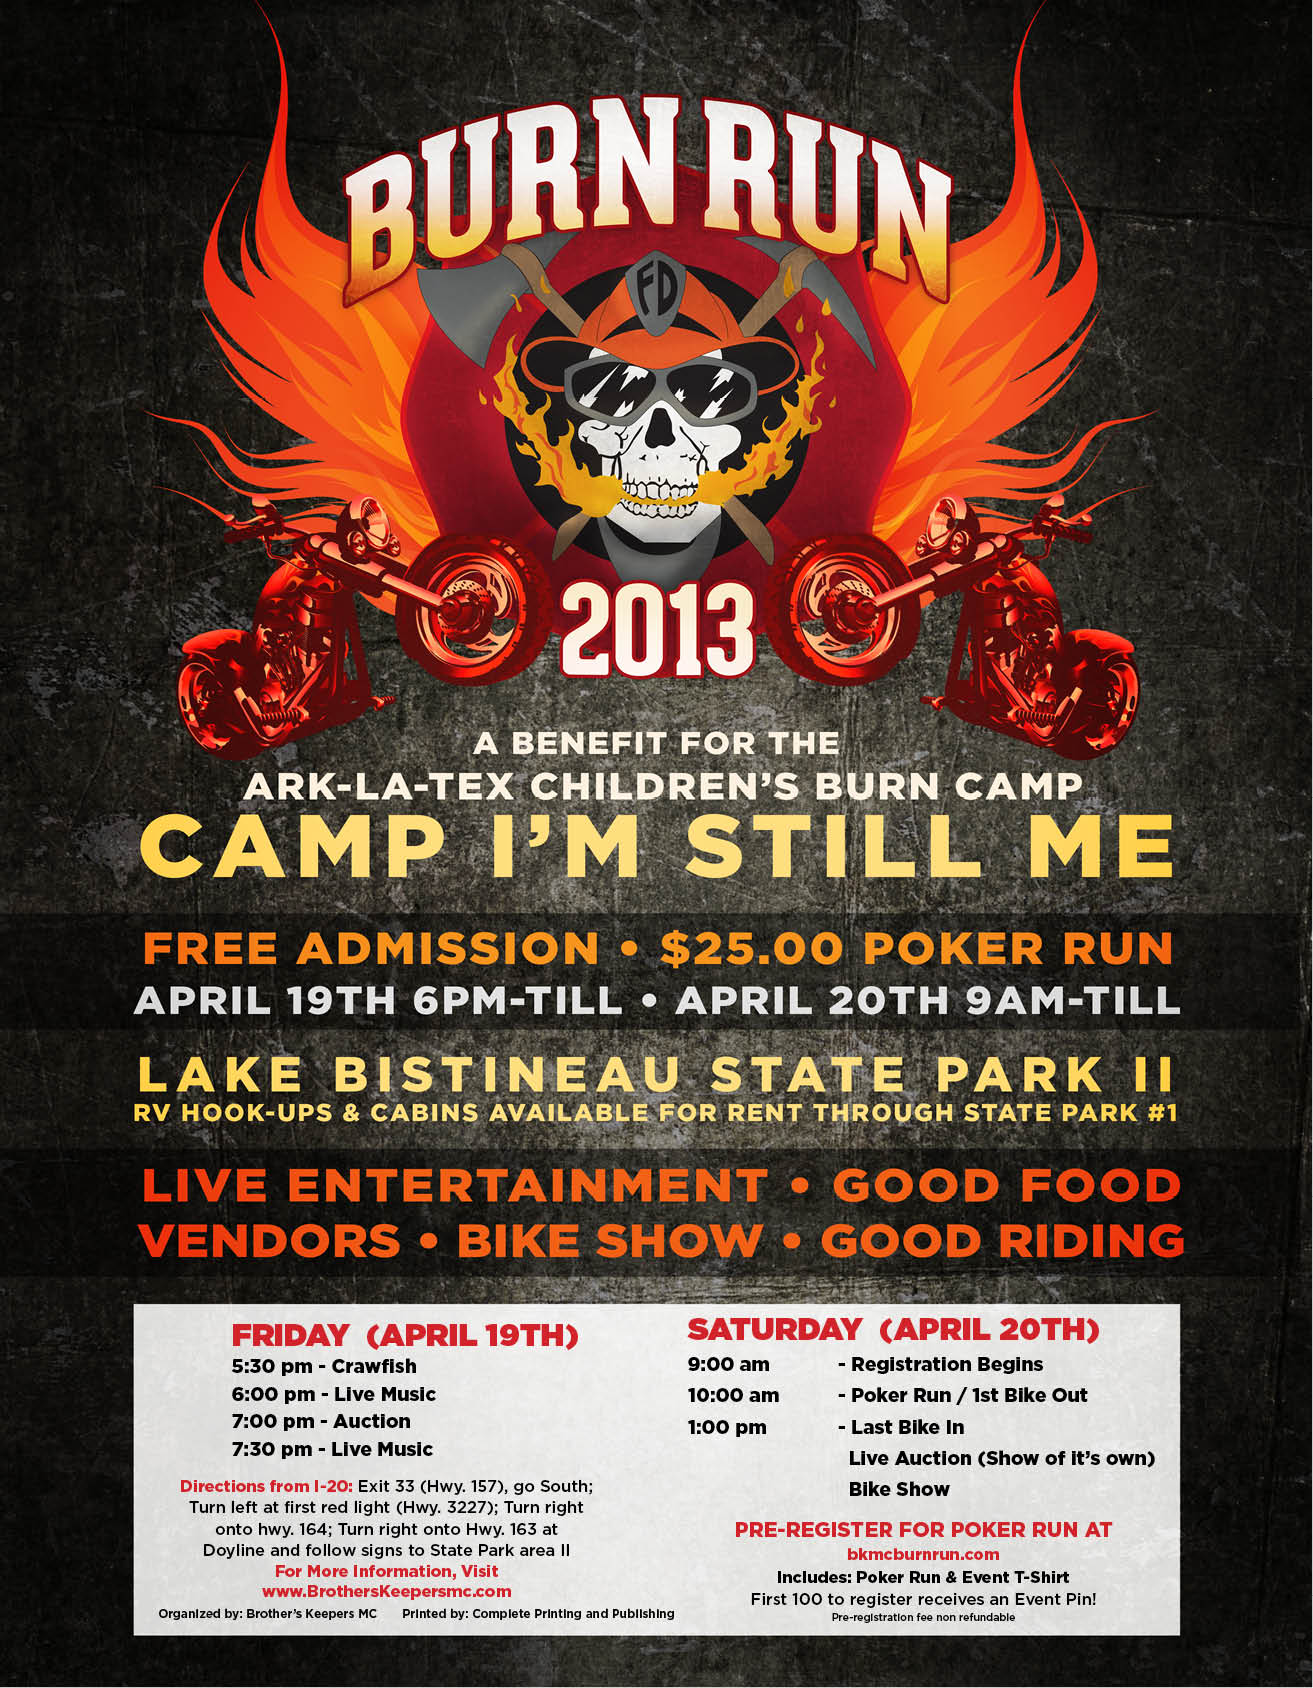 BURN RUN
FD
2013
A BENEFIT FOR THE
ARK-LA-TEX CHILDREN'S BURN CAMP
CAMP I'M STILL ME
FREE ADMISSION • $25.00 POKER RUN
APRIL 19TH 6PM-TILL • APRIL 20TH 9AM-TILL
LAKE BISTINEAU STATE PARK II
RV HOOK-UPS & CABINS AVAILABLE FOR RENT THROUGH STATE PARK #1
LIVE ENTERTAINMENT • GOOD FOOD
VENDORS • BIKE SHOW • GOOD RIDING
FRIDAY (APRIL 19TH)
5:30 pm - Crawfish
6:00 pm - Live Music
7:00 pm - Auction
7:30 pm - Live Music
Directions from I-20: Exit 33 (Hwy. 157), go South;
Turn left at first red light (Hwy. 3227); Turn right
onto hwy. 164; Turn right onto Hwy. 163 at
Doyline and follow signs to State Park area II
For More Information, Visit
www.BrothersKeepersmc.com
Organized by: Brother's Keepers MC Printed by: Complete Printing and Publishing
SATURDAY (APRIL 20TH)
9:00 am - Registration Begins
10:00 am - Poker Run / 1st Bike Out
1:00 pm - Last Bike In
Live Auction (Show of it's own)
Bike Show
PRE-REGISTER FOR POKER RUN AT
bkmcburnrun.com
Includes: Poker Run & Event T-Shirt
First 100 to register receives an Event Pin!
Pre-registration fee non refundable